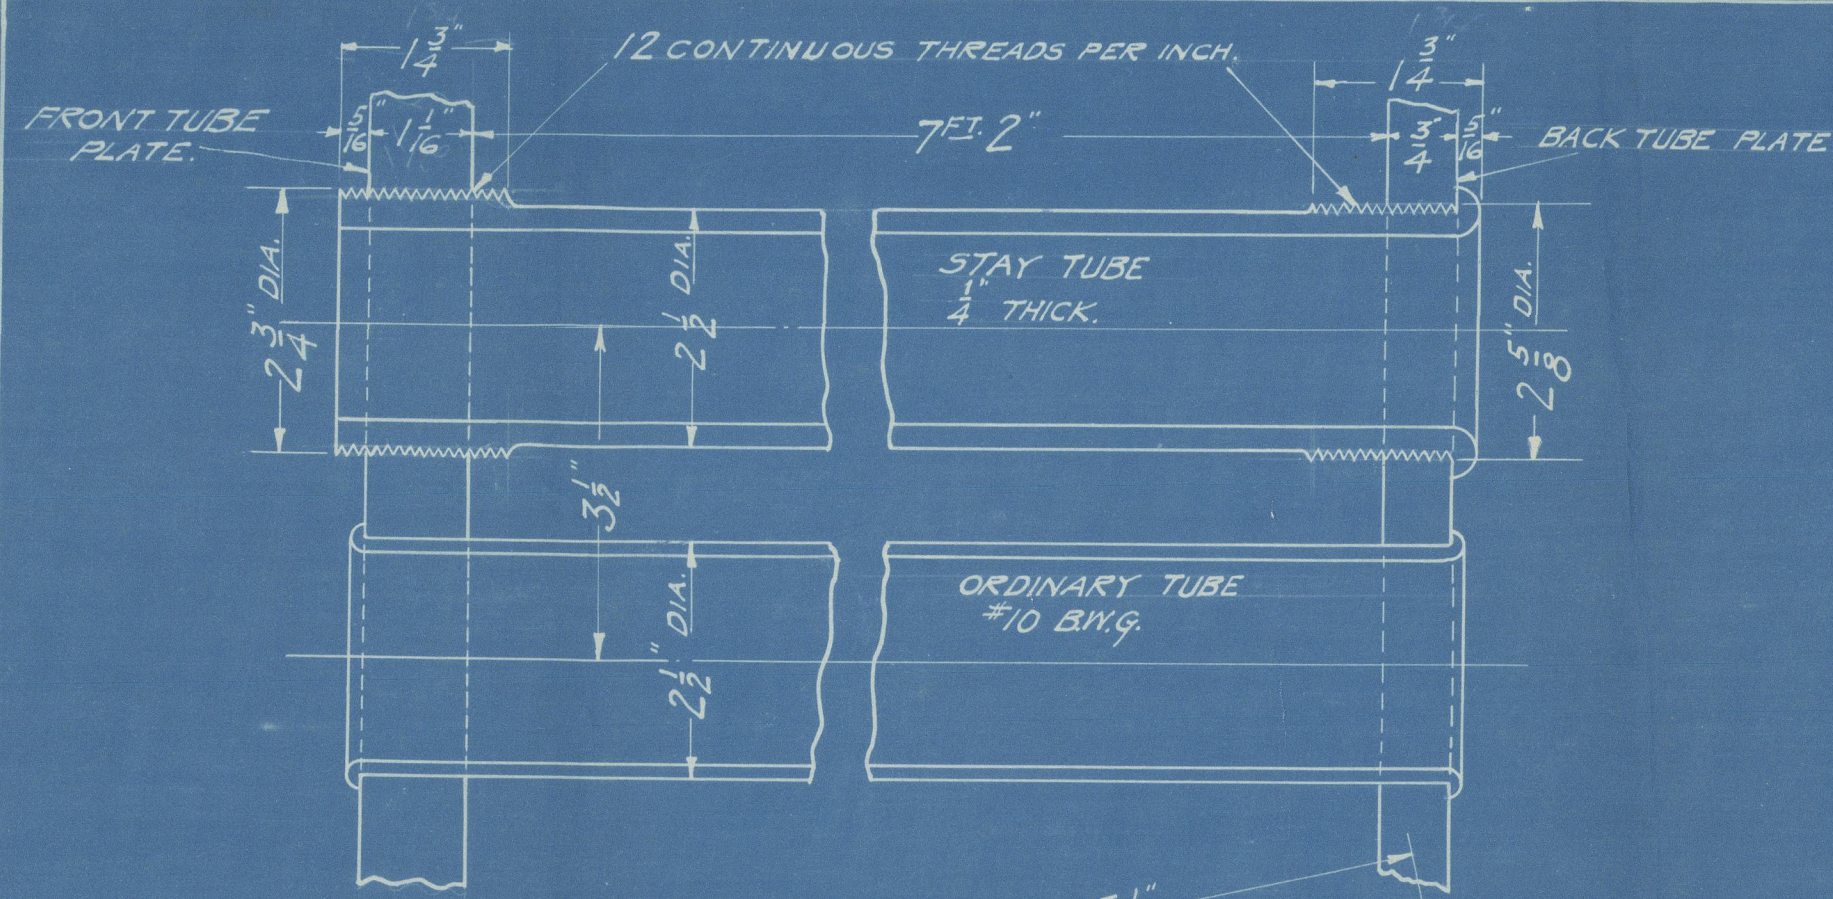 1 3/4"
12 CONTINUOUS THREADS PER INCH.
1 3/4"
FRONT TUBE
PLATE.
5/16"
1 1/16"
7 FT. 2"
3/4"
5/16"
BACK TUBE PLATE
2 3/4" DIA.
2 1/2" DIA.
STAY TUBE
1/4" THICK.
2 5/8" DIA.
3 1/2"
2 1/2" DIA.
ORDINARY TUBE
#10 B.W.G.